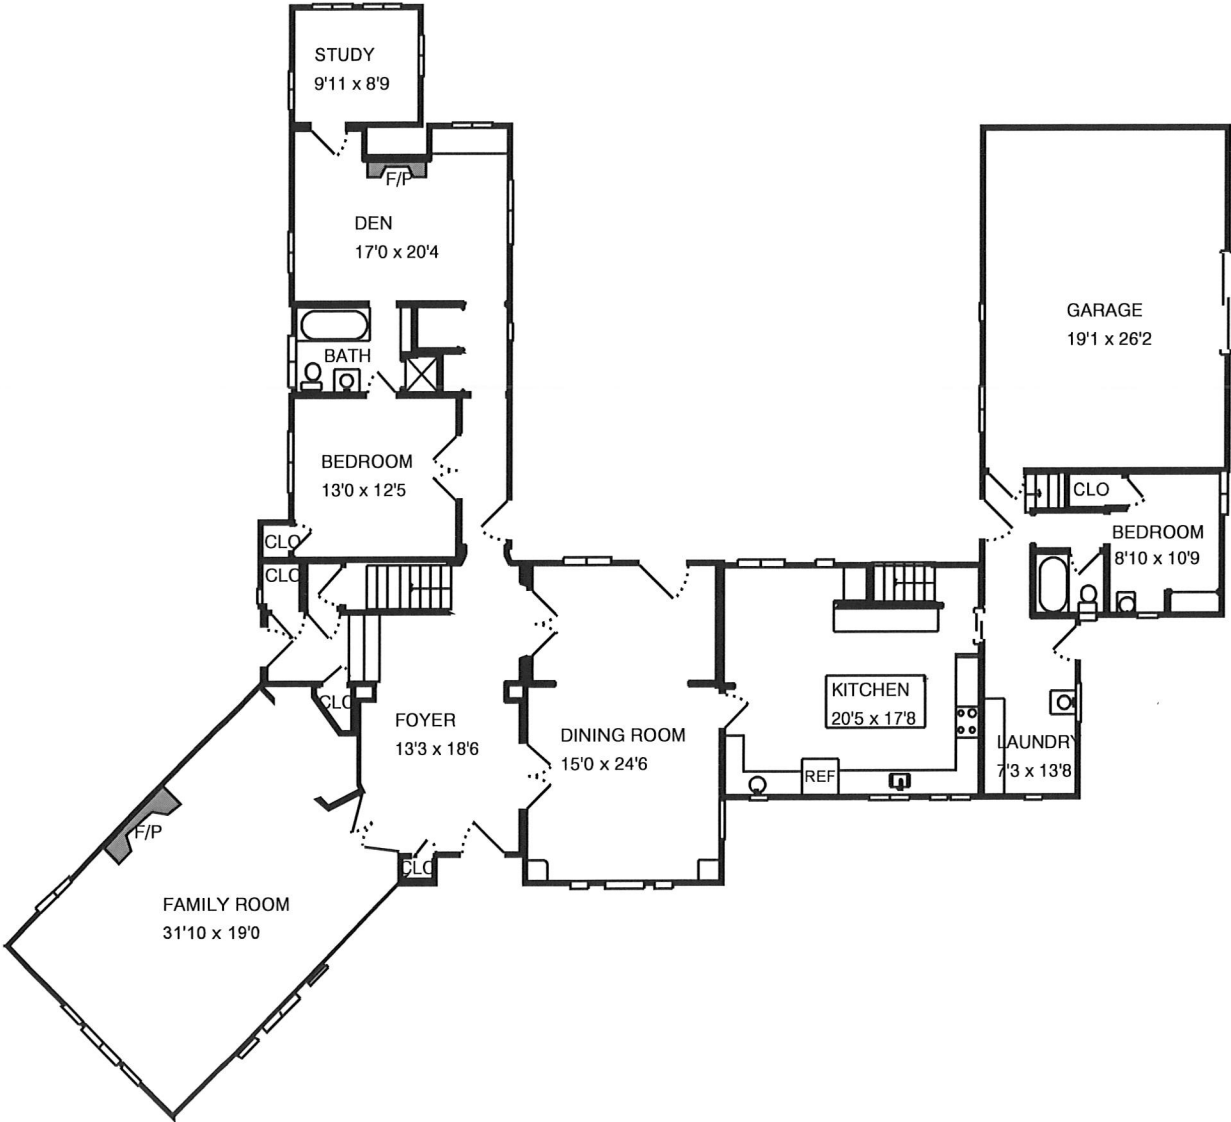 STUDY
9'11 x 8'9
F/P
DEN
17'0 x 20'4
GARAGE
19'1 x 26'2
BATH
BEDROOM
13'0 x 12'5
CLO
CLO
CLO
BEDROOM
8'10 x 10'9
CLO
FOYER
13'3 x 18'6
DINING ROOM
15'0 x 24'6
KITCHEN
20'5 x 17'8
REF
LAUNDRY
7'3 x 13'8
F/P
CLO
FAMILY ROOM
31'10 x 19'0